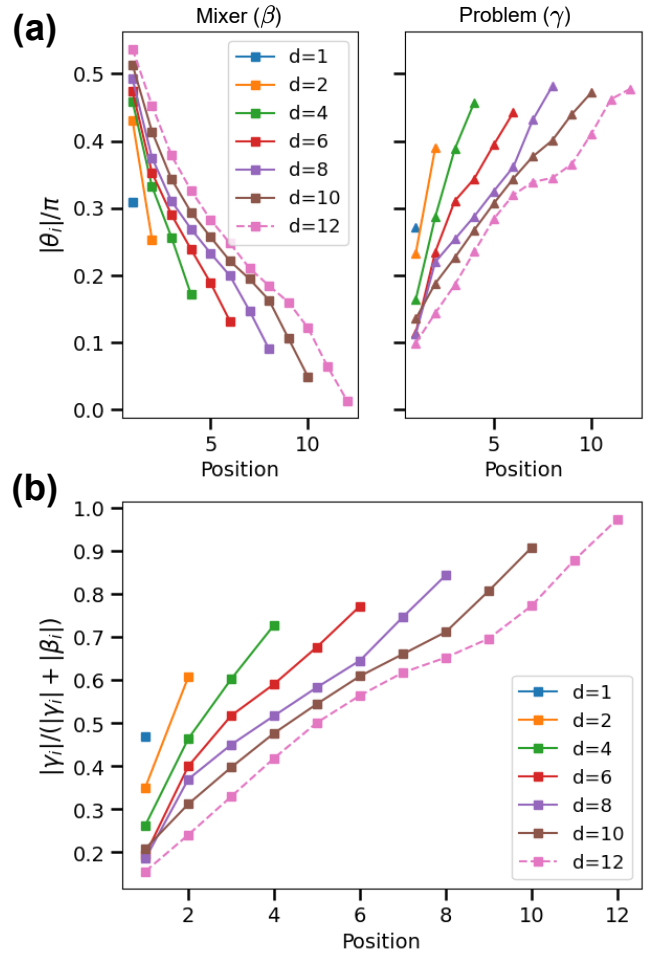 (a)
Mixer (β)
Problem (γ)
d=1
d=2
d=4
d=6
d=8
d=10
d=12
|θᵢ|/π
0.5
0.4
0.3
0.2
0.1
0.0
5
10
Position
5
10
Position
(b)
|γᵢ|/(|γᵢ| + |βᵢ|)
1.0
0.9
0.8
0.7
0.6
0.5
0.4
0.3
0.2
d=1
d=2
d=4
d=6
d=8
d=10
d=12
2
4
6
8
10
12
Position